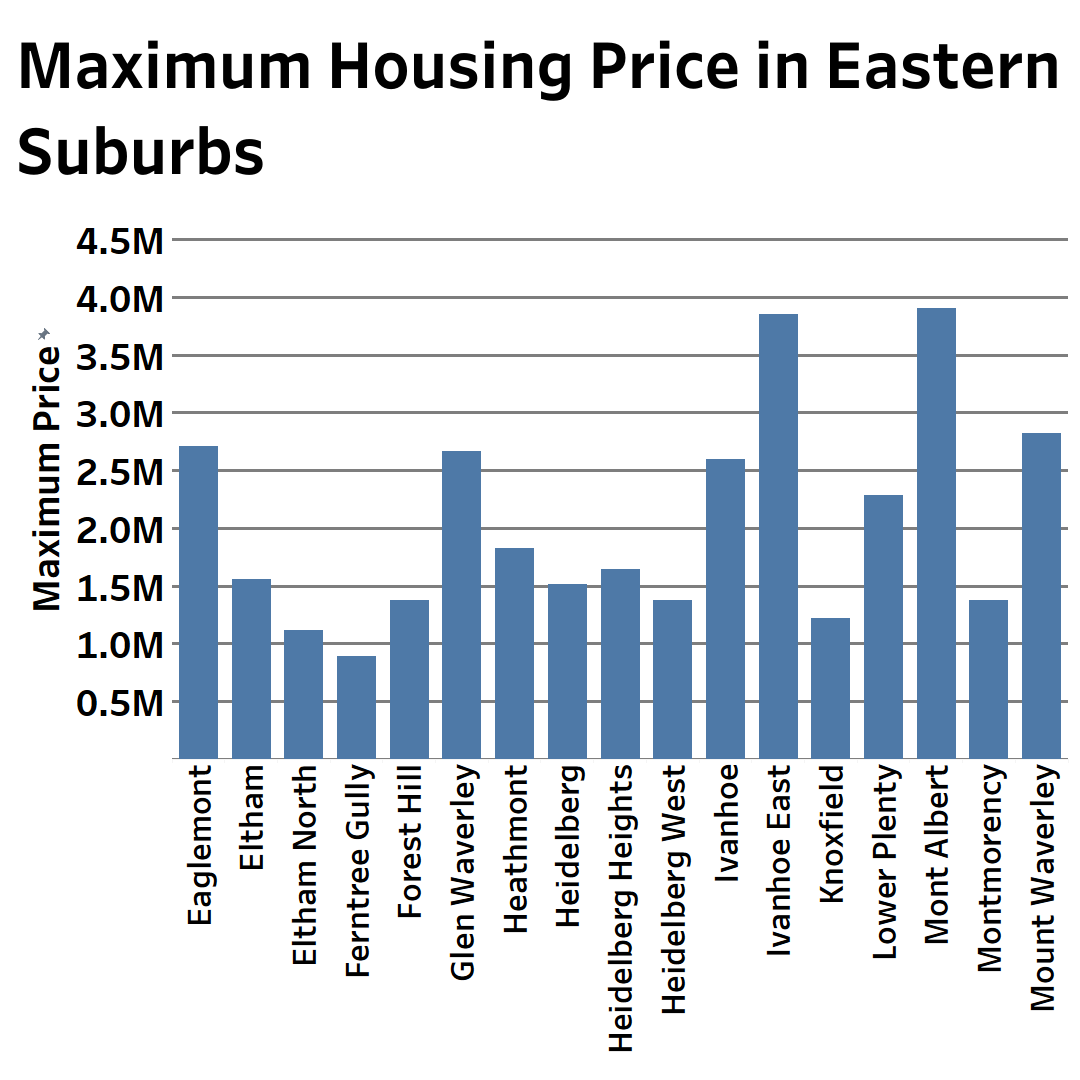 Maximum Housing Price in Eastern
Suburbs
4.5M
4.0M
3.5M
3.0M
2.5M
2.0M
1.5M
1.0M
0.5M
Maximum Price
Eaglemont
Eltham
Eltham North
Ferntree Gully
Forest Hill
Glen Waverley
Heathmont
Heidelberg
Heidelberg Heights
Heidelberg West
Ivanhoe
Ivanhoe East
Knoxfield
Lower Plenty
Mont Albert
Montmorency
Mount Waverley